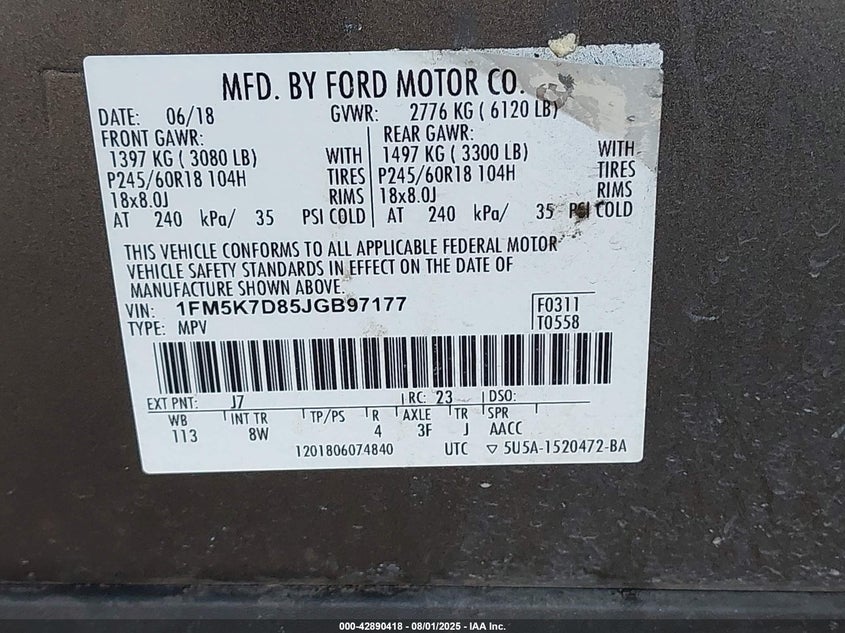 MFD. BY FORD MOTOR CO.
DATE: 06/18 GVWR: 2776 KG ( 6120 LB)
FRONT GAWR: REAR GAWR:
1397 KG ( 3080 LB) WITH 1497 KG ( 3300 LB) WITH
P245/60R18 104H TIRES P245/60R18 104H TIRES
18x8.0J RIMS 18x8.0J RIMS
AT 240 kPa/ 35 PSI COLD AT 240 kPa/ 35 PSI COLD
THIS VEHICLE CONFORMS TO ALL APPLICABLE FEDERAL MOTOR
VEHICLE SAFETY STANDARDS IN EFFECT ON THE DATE OF
MANUFACTURE SHOWN ABOVE.
VIN: 1FM5K7D85JGB97177 F0311
TYPE: MPV T0558
EXT PNT: J7 RC: 23 DSO:
WB INT TR TP/PS R AXLE TR SPR
113 8W 4 3F J AACC
1201806074840 UTC ▽ 5U5A-1520472-BA
000-42890418 - 08/01/2025 - IAA Inc.